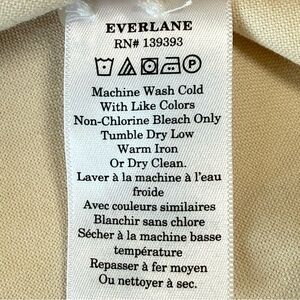 EVERLANE
RN# 139393
Machine Wash Cold
With Like Colors
Non-Chlorine Bleach Only
Tumble Dry Low
Warm Iron
Or Dry Clean.
Laver à la machine à l'eau
froide
Avec couleurs similaires
Blanchir sans chlore
Sécher à la machine basse
température
Repasser à fer moyen
Ou nettoyer à sec.